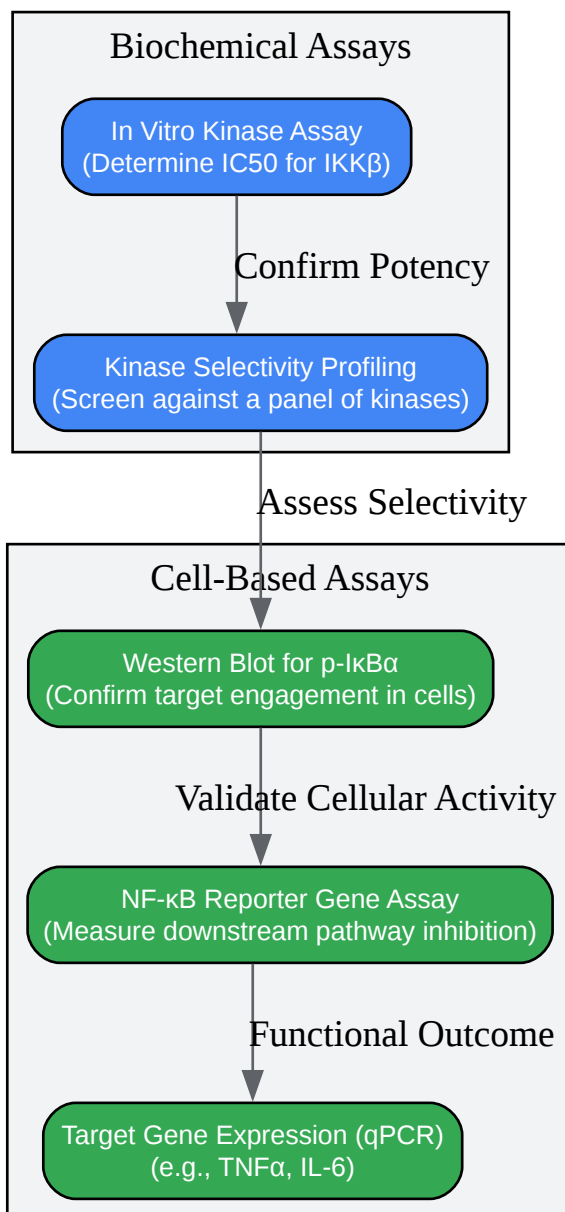 Biochemical Assays
In Vitro Kinase Assay
(Determine IC50 for IKKβ)
Confirm Potency
Kinase Selectivity Profiling
(Screen against a panel of kinases)
Assess Selectivity
Cell-Based Assays
Western Blot for p-IκBα
(Confirm target engagement in cells)
Validate Cellular Activity
NF-κB Reporter Gene Assay
(Measure downstream pathway inhibition)
Functional Outcome
Target Gene Expression (qPCR)
(e.g., TNFα, IL-6)